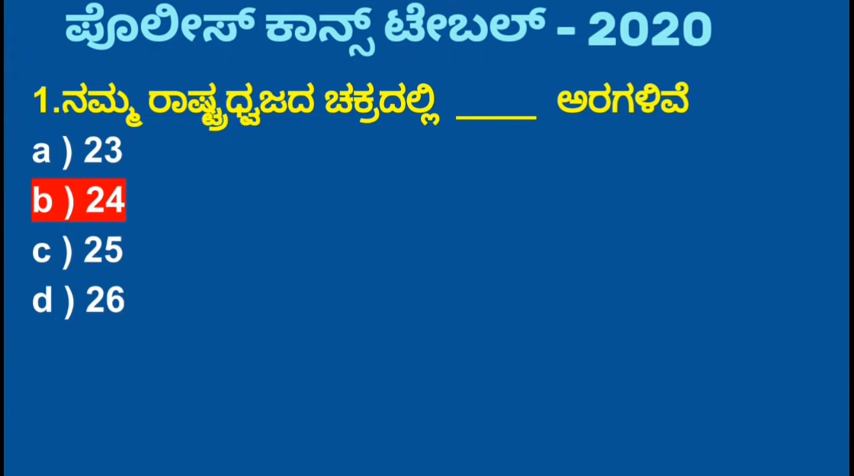 ಪೊಲೀಸ್ ಕಾನ್ಸ್ ಟೇಬಲ್ - 2020
1.ನಮ್ಮ ರಾಷ್ಟ್ರಧ್ವಜದ ಚಕ್ರದಲ್ಲಿ ____ ಅರಗಳಿವೆ
a ) 23
b ) 24
c ) 25
d ) 26